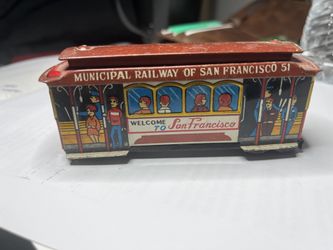 MUNICIPAL RAILWAY OF SAN FRANCISCO 51
WELCOME
TO San Francisco